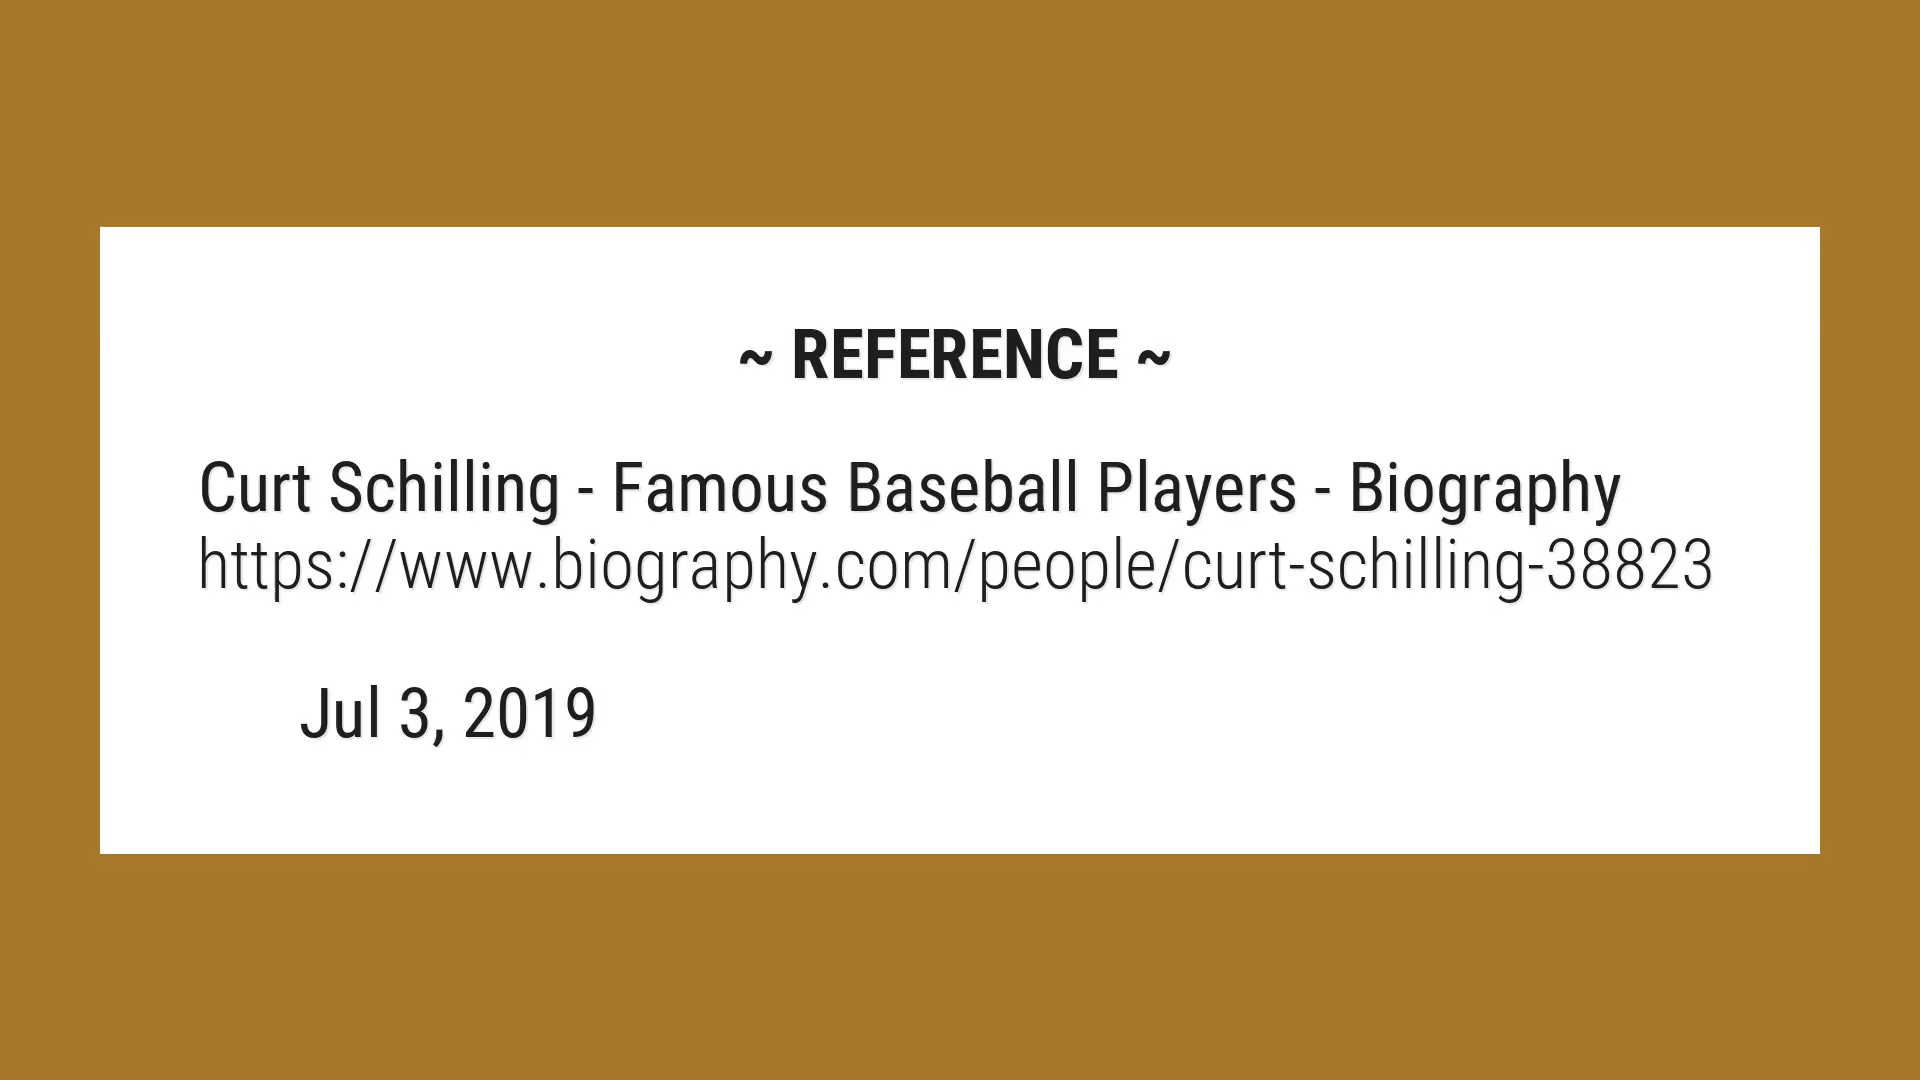 ~ REFERENCE ~
Curt Schilling - Famous Baseball Players - Biography
https://www.biography.com/people/curt-schilling-38823
Jul 3, 2019